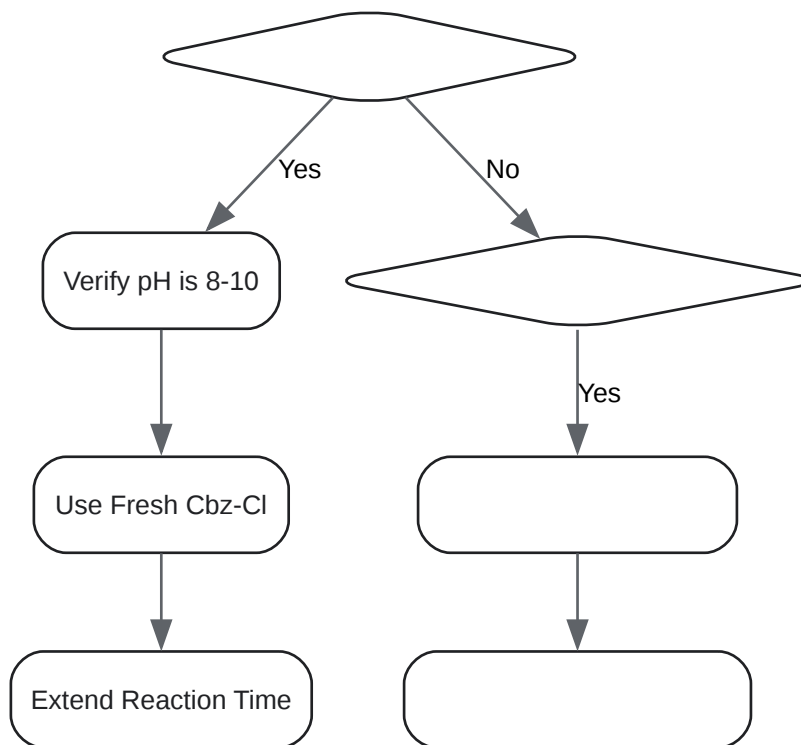 Yes
No
Verify pH is 8-10
Yes
Use Fresh Cbz-Cl
Extend Reaction Time